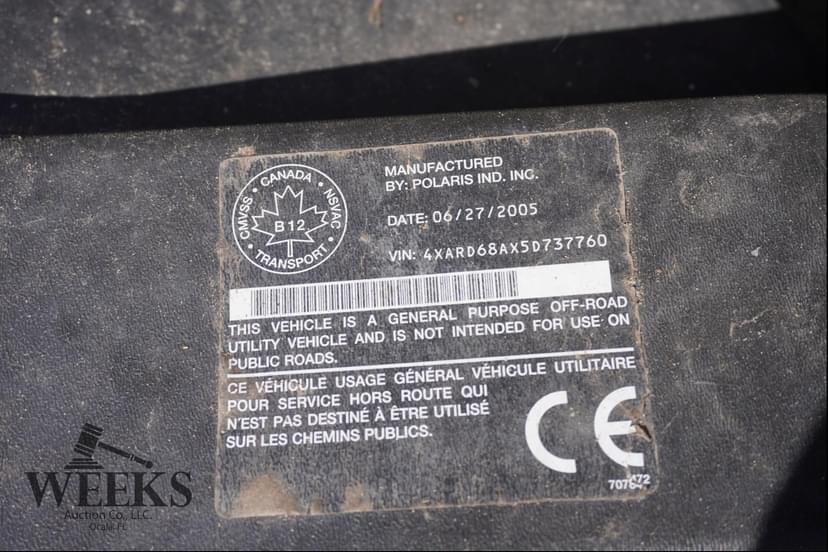 CMVSS · CANADA · NSVAC
B 12
· TRANSPORT ·
MANUFACTURED
BY: POLARIS IND. INC.
DATE: 06/27/2005
VIN: 4XARD68AX5D737760
THIS VEHICLE IS A GENERAL PURPOSE OFF-ROAD
UTILITY VEHICLE AND IS NOT INTENDED FOR USE ON
PUBLIC ROADS.
CE VÉHICULE USAGE GÉNÉRAL VÉHICULE UTILITAIRE
POUR SERVICE HORS ROUTE QUI
N'EST PAS DESTINÉ À ÊTRE UTILISÉ
SUR LES CHEMINS PUBLICS.
CE
WEEKS
Auction Co., LLC.
Ocala, FL